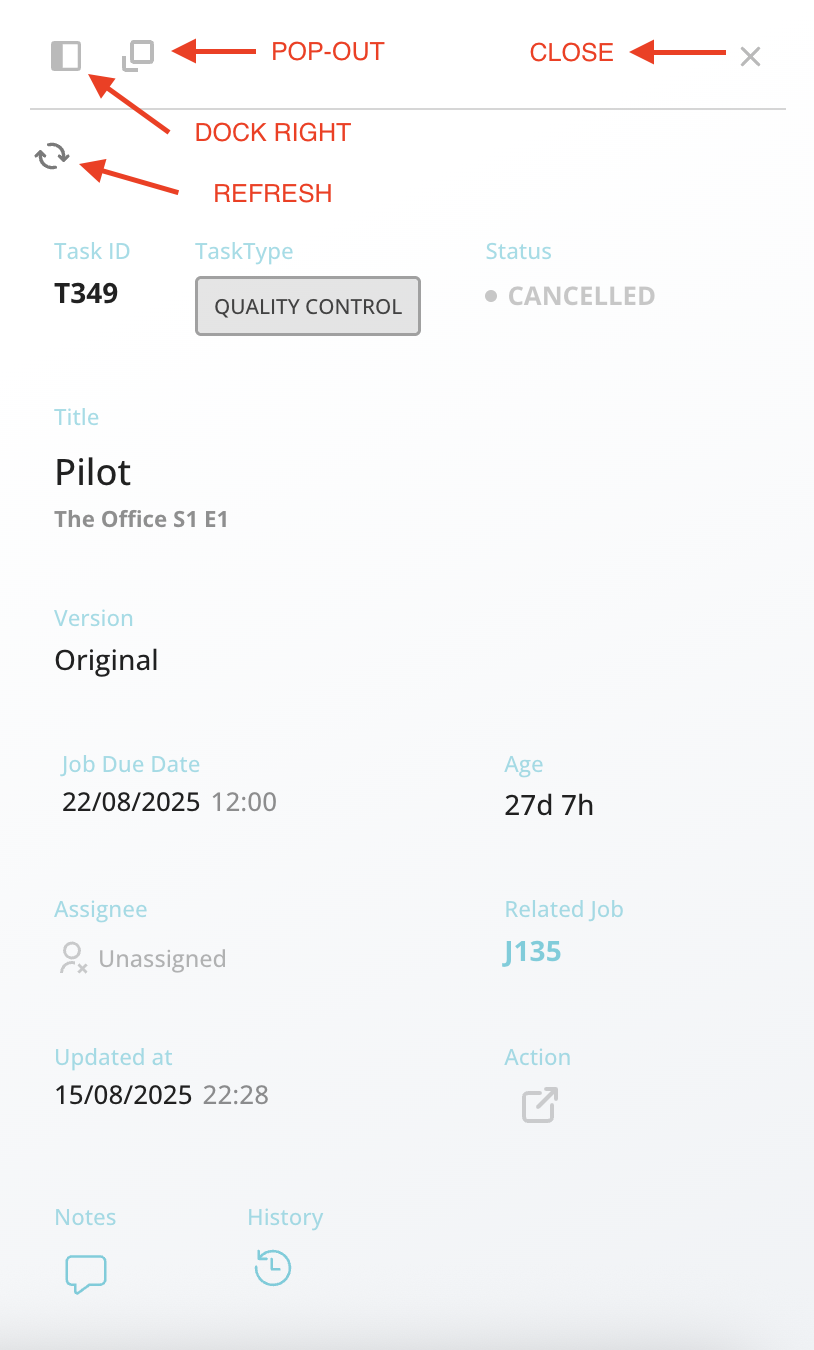 POP-OUT
CLOSE
DOCK RIGHT
REFRESH
Task ID
TaskType
Status
T349
QUALITY CONTROL
CANCELLED
Title
Pilot
The Office S1 E1
Version
Original
Job Due Date
Age
22/08/2025 12:00
27d 7h
Assignee
Related Job
Unassigned
J135
Updated at
Action
15/08/2025 22:28
Notes
History